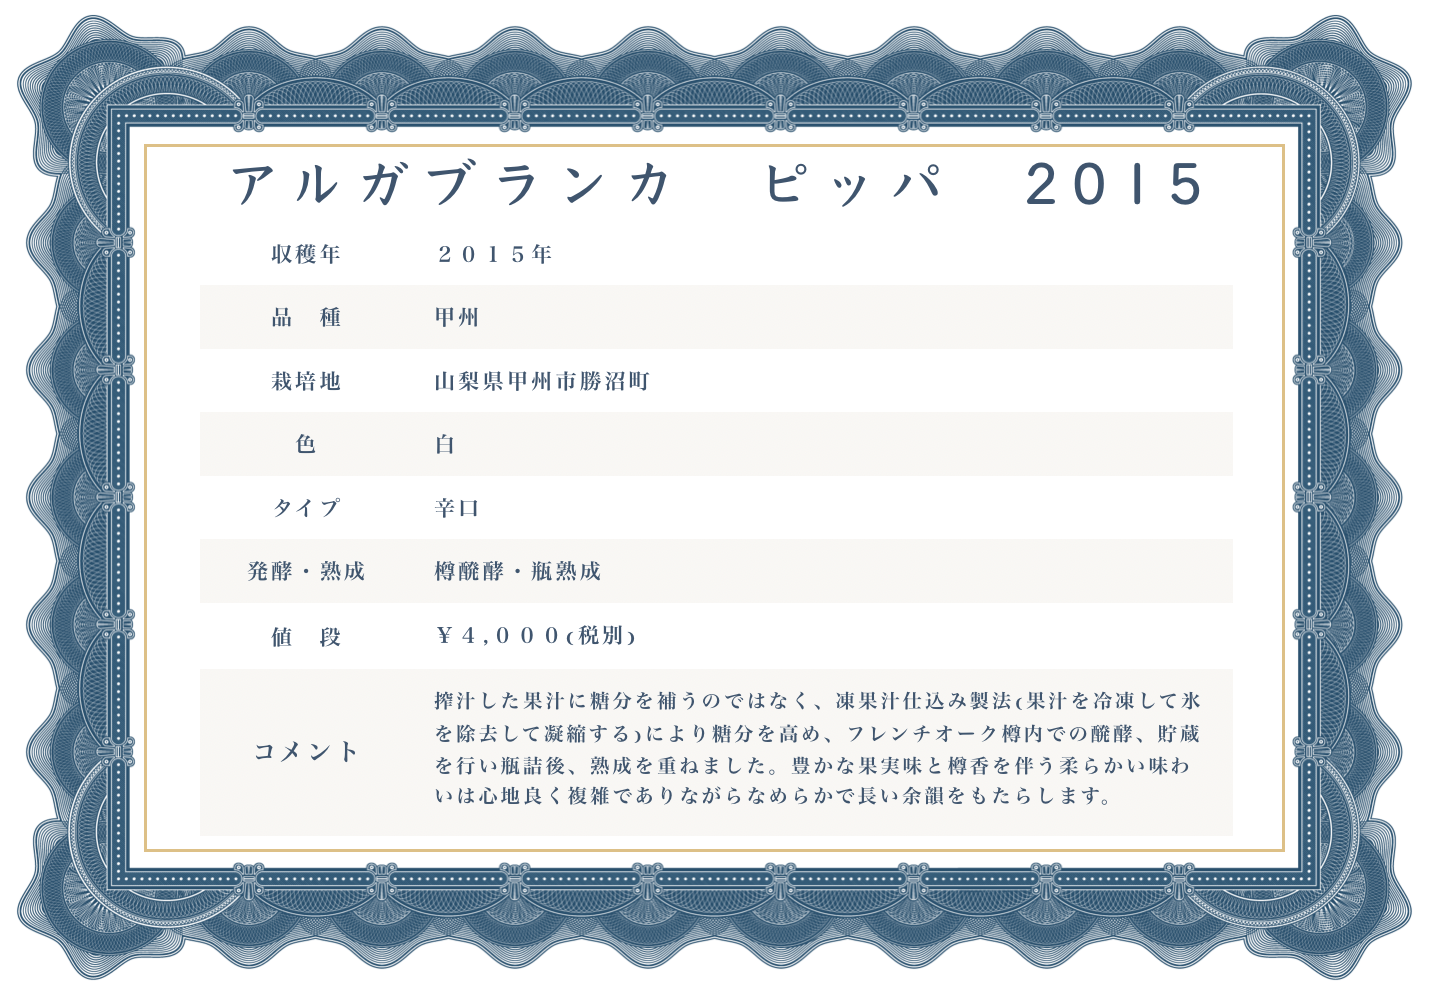 アルガブランカ　ピッパ　2015
収穫年　２０１５年
品　種　甲州
栽培地　山梨県甲州市勝沼町
色　白
タイプ　辛口
発酵・熟成　樽醗酵・瓶熟成
値　段　￥４,０００(税別)
搾汁した果汁に糖分を補うのではなく、凍果汁仕込み製法(果汁を冷凍して氷
を除去して凝縮する)により糖分を高め、フレンチオーク樽内での醗酵、貯蔵
コメント
を行い瓶詰後、熟成を重ねました。豊かな果実味と樽香を伴う柔らかい味わ
いは心地良く複雑でありながらなめらかで長い余韻をもたらします。